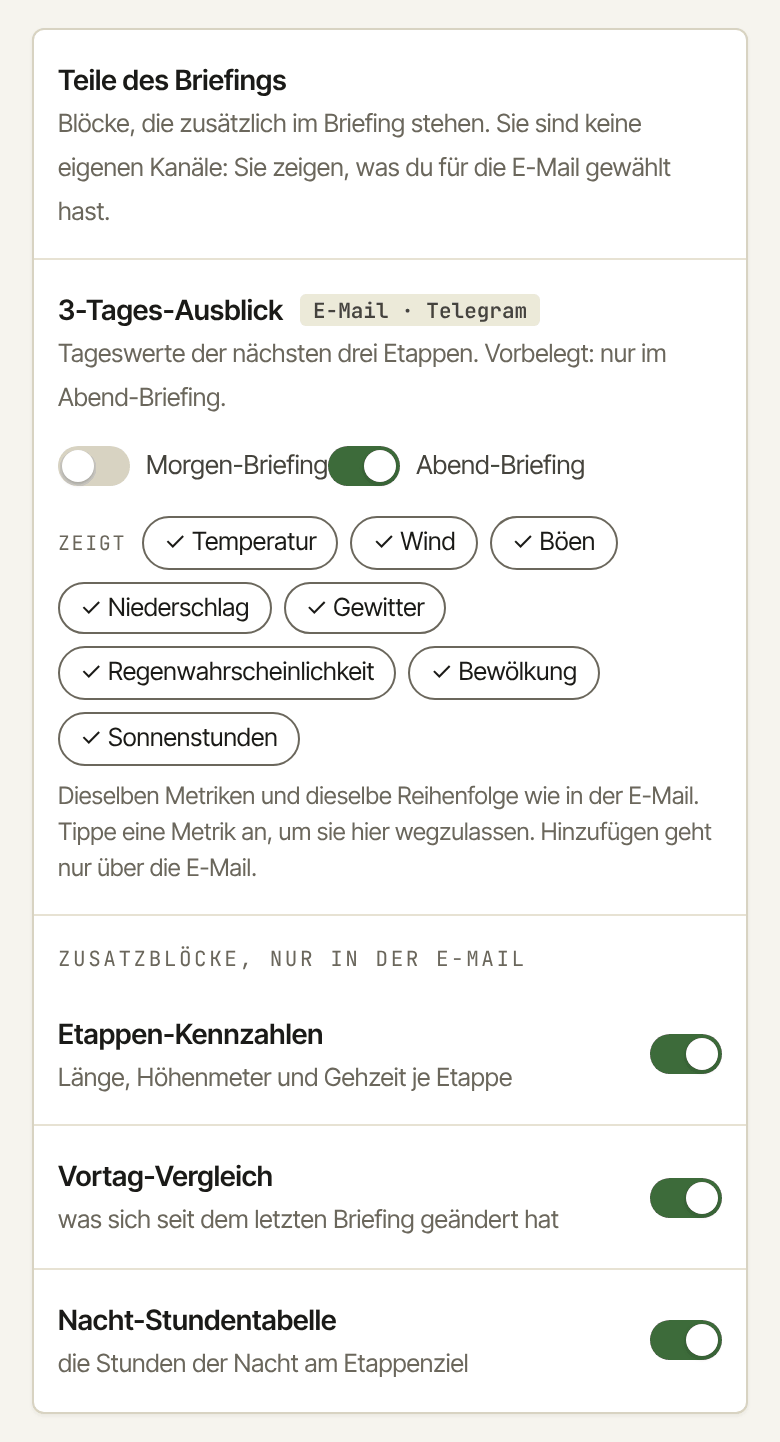 Teile des Briefings
Blöcke, die zusätzlich im Briefing stehen. Sie sind keine
eigenen Kanäle: Sie zeigen, was du für die E-Mail gewählt
hast.
3-Tages-Ausblick E-Mail · Telegram
Tageswerte der nächsten drei Etappen. Vorbelegt: nur im
Abend-Briefing.
Morgen-Briefing Abend-Briefing
ZEIGT ✓ Temperatur ✓ Wind ✓ Böen
✓ Niederschlag ✓ Gewitter
✓ Regenwahrscheinlichkeit ✓ Bewölkung
✓ Sonnenstunden
Dieselben Metriken und dieselbe Reihenfolge wie in der E-Mail.
Tippe eine Metrik an, um sie hier wegzulassen. Hinzufügen geht
nur über die E-Mail.
ZUSATZBLÖCKE, NUR IN DER E-MAIL
Etappen-Kennzahlen
Länge, Höhenmeter und Gehzeit je Etappe
Vortag-Vergleich
was sich seit dem letzten Briefing geändert hat
Nacht-Stundentabelle
die Stunden der Nacht am Etappenziel